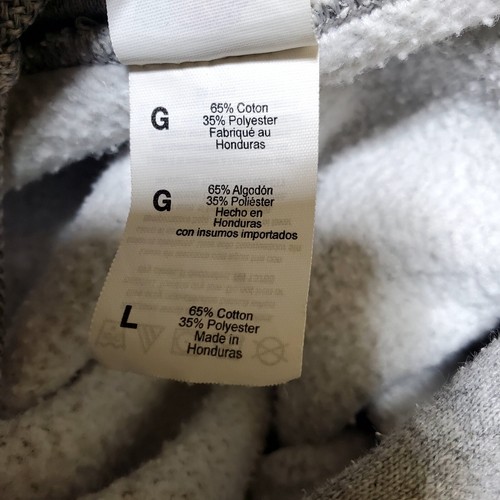 G
65% Coton
35% Polyester
Fabriqué au
Honduras
G
65% Algodón
35% Poliéster
Hecho en
Honduras
con insumos importados
L
65% Cotton
35% Polyester
Made in
Honduras